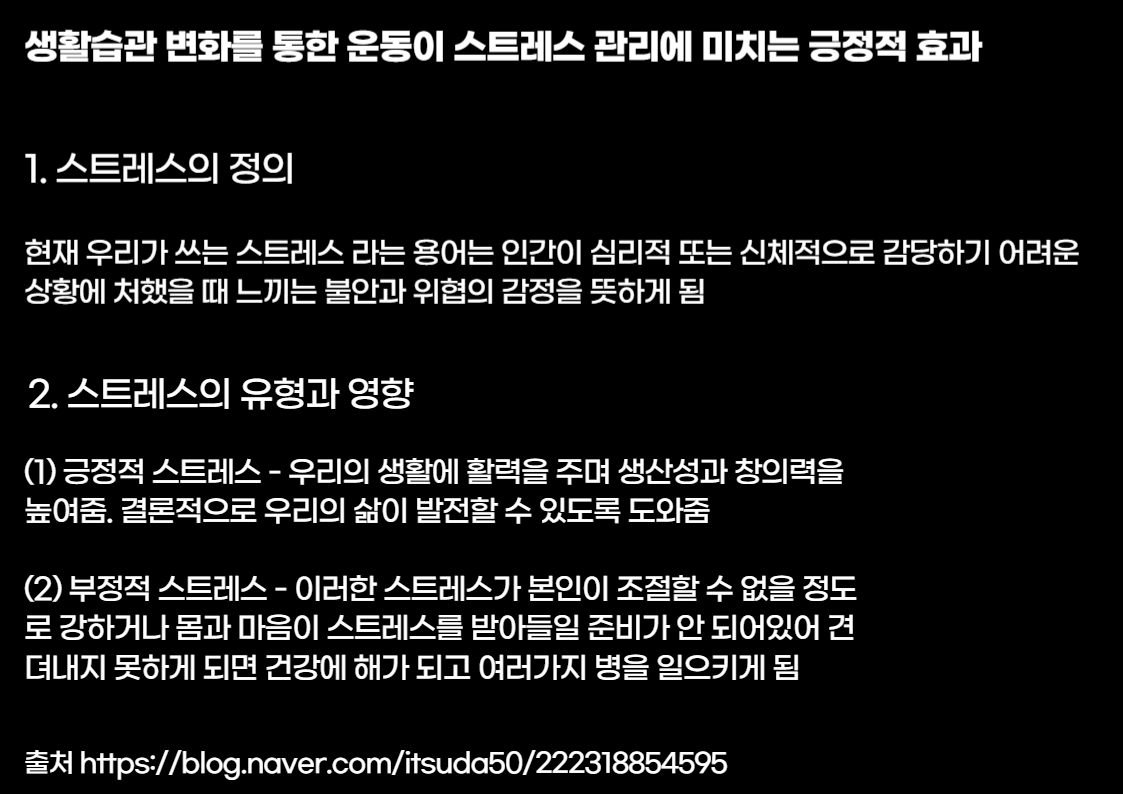 생활습관 변화를 통한 운동이 스트레스 관리에 미치는 긍정적 효과
1. 스트레스의 정의
현재 우리가 쓰는 스트레스 라는 용어는 인간이 심리적 또는 신체적으로 감당하기 어려운
상황에 처했을 때 느끼는 불안과 위협의 감정을 뜻하게 됨
2. 스트레스의 유형과 영향
(1) 긍정적 스트레스 - 우리의 생활에 활력을 주며 생산성과 창의력을
높여줌. 결론적으로 우리의 삶이 발전할 수 있도록 도와줌
(2) 부정적 스트레스 - 이러한 스트레스가 본인이 조절할 수 없을 정도
로 강하거나 몸과 마음이 스트레스를 받아들일 준비가 안 되어있어 견
뎌내지 못하게 되면 건강에 해가 되고 여러가지 병을 일으키게 됨
출처 https://blog.naver.com/itsuda50/222318854595